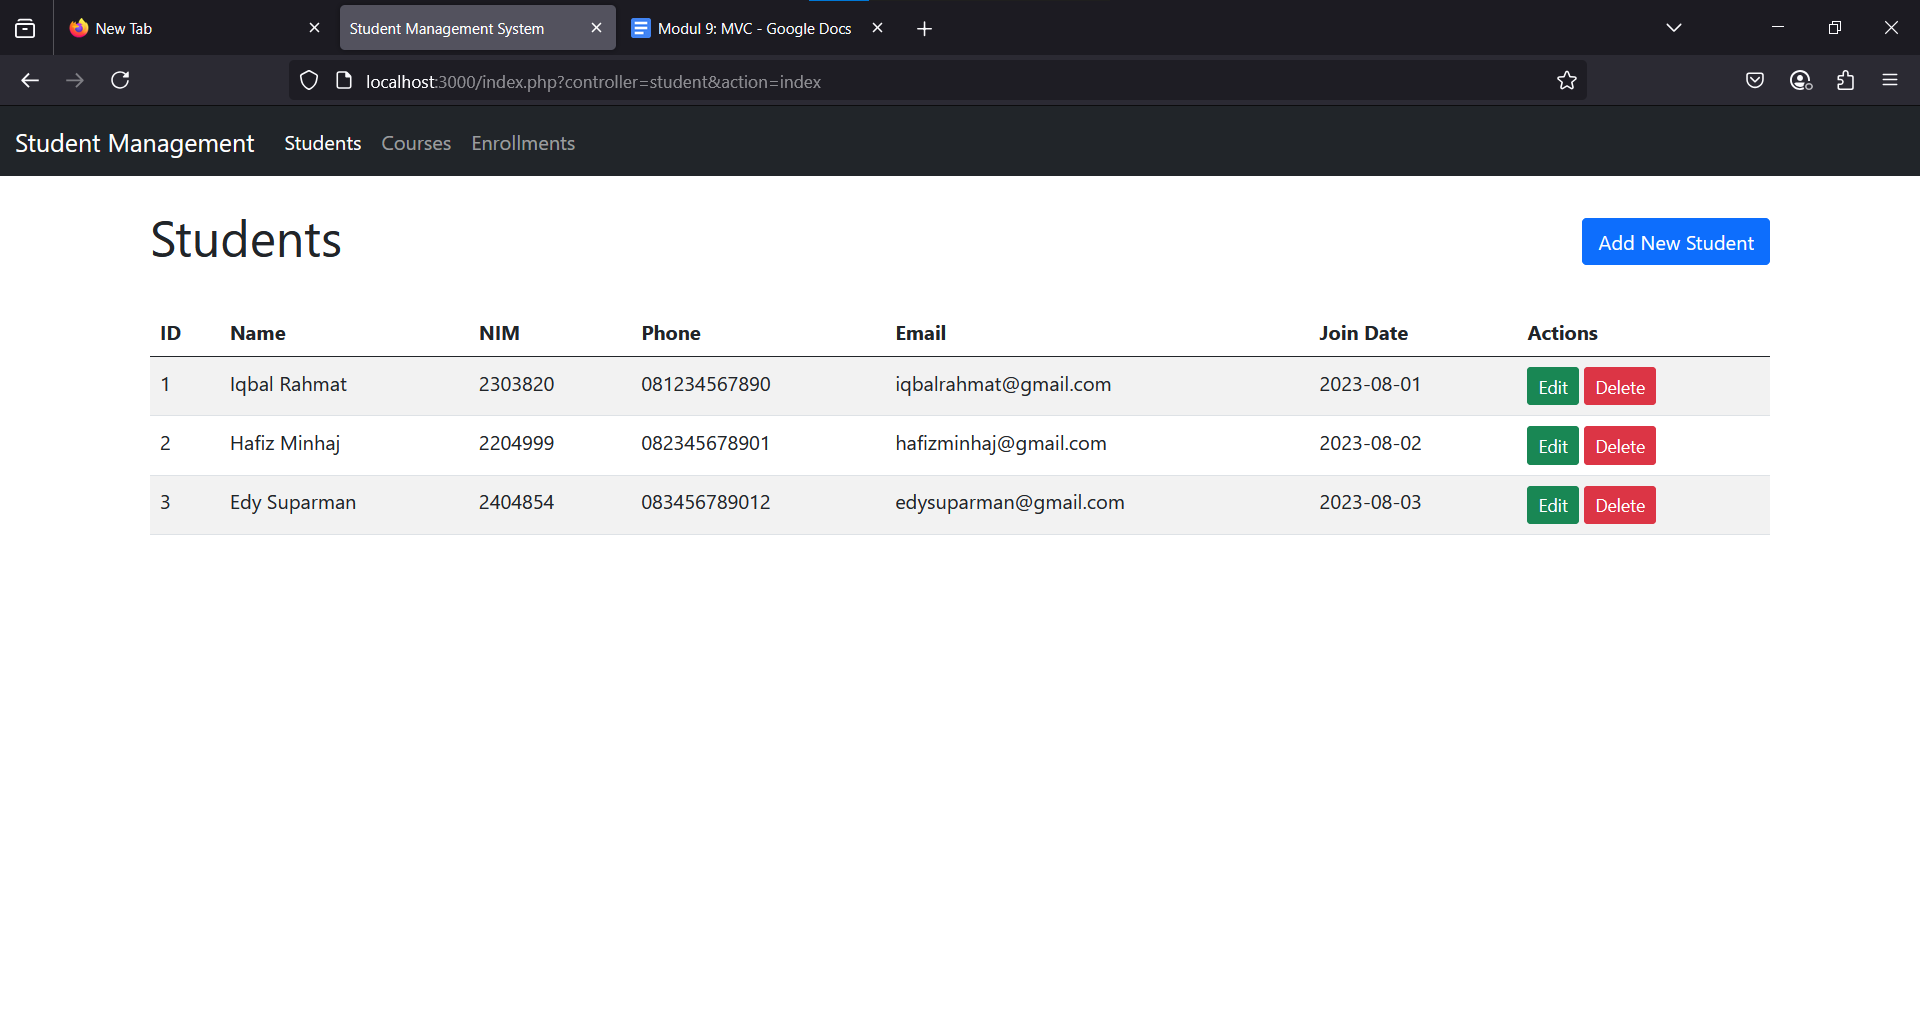 New Tab
Student Management System
Modul 9: MVC - Google Docs
localhost:3000/index.php?controller=student&action=index
Student Management Students Courses Enrollments
Students
Add New Student
ID Name NIM Phone Email Join Date Actions
1 Iqbal Rahmat 2303820 081234567890 iqbalrahmat@gmail.com 2023-08-01 Edit Delete
2 Hafiz Minhaj 2204999 082345678901 hafizminhaj@gmail.com 2023-08-02 Edit Delete
3 Edy Suparman 2404854 083456789012 edysuparman@gmail.com 2023-08-03 Edit Delete